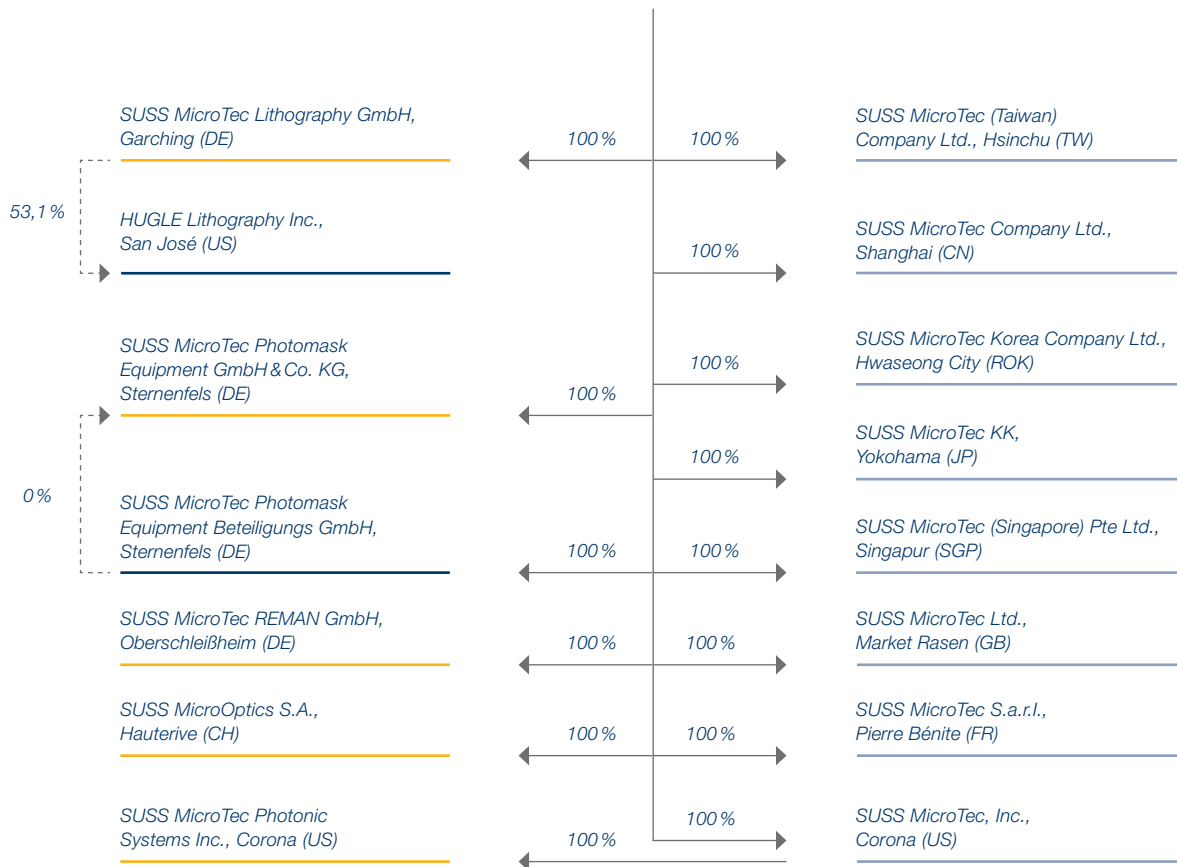 SUSS MicroTec Lithography GmbH,
Garching (DE)
100 %
100 %
SUSS MicroTec (Taiwan)
Company Ltd., Hsinchu (TW)
53,1 %
HUGLE Lithography Inc.,
San José (US)
100 %
SUSS MicroTec Company Ltd.,
Shanghai (CN)
SUSS MicroTec Photomask
Equipment GmbH & Co. KG,
Sternenfels (DE)
100 %
100 %
SUSS MicroTec Korea Company Ltd.,
Hwaseong City (ROK)
100 %
SUSS MicroTec KK,
Yokohama (JP)
0 %
SUSS MicroTec Photomask
Equipment Beteiligungs GmbH,
Sternenfels (DE)
100 %
100 %
SUSS MicroTec (Singapore) Pte Ltd.,
Singapur (SGP)
SUSS MicroTec REMAN GmbH,
Oberschleißheim (DE)
100 %
100 %
SUSS MicroTec Ltd.,
Market Rasen (GB)
SUSS MicroOptics S.A.,
Hauterive (CH)
100 %
100 %
SUSS MicroTec S.a.r.l.,
Pierre Bénite (FR)
SUSS MicroTec Photonic
Systems Inc., Corona (US)
100 %
100 %
SUSS MicroTec, Inc.,
Corona (US)